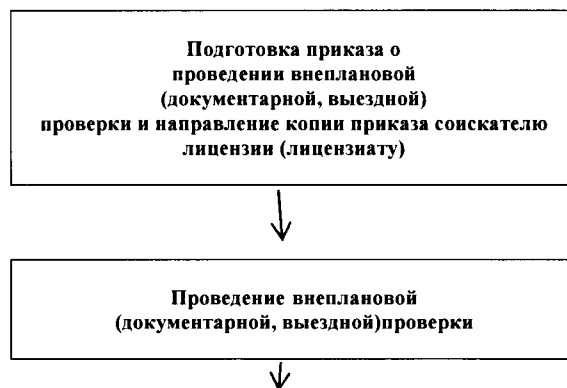 Подготовка приказа о
проведении внеплановой
(документарной, выездной)
проверки и направление копии приказа соискателю
лицензии (лицензиату)
Проведение внеплановой
(документарной, выездной)проверки